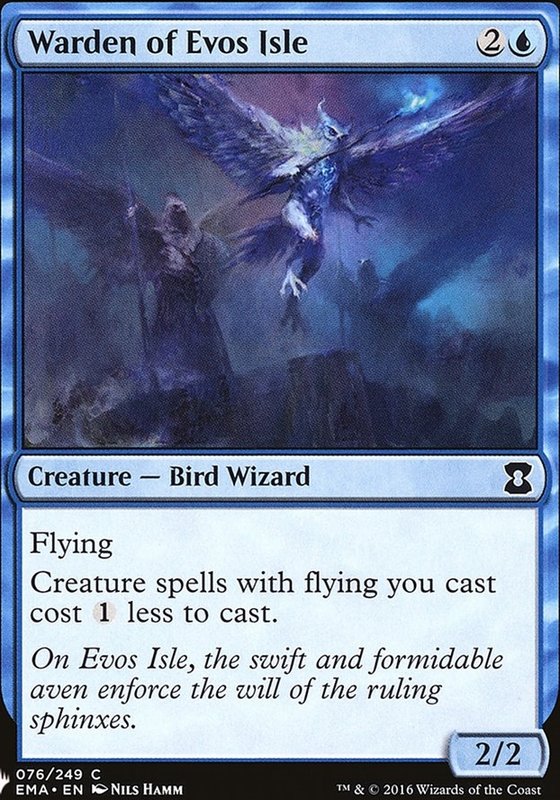 Warden of Evos Isle 2
Creature — Bird Wizard
Flying
Creature spells with flying you cast
cost 1 less to cast.
On Evos Isle, the swift and formidable
aven enforce the will of the ruling
sphinxes.
2/2
076/249 C
EMA • EN Nils Hamm
™ & © 2016 Wizards of the Coast